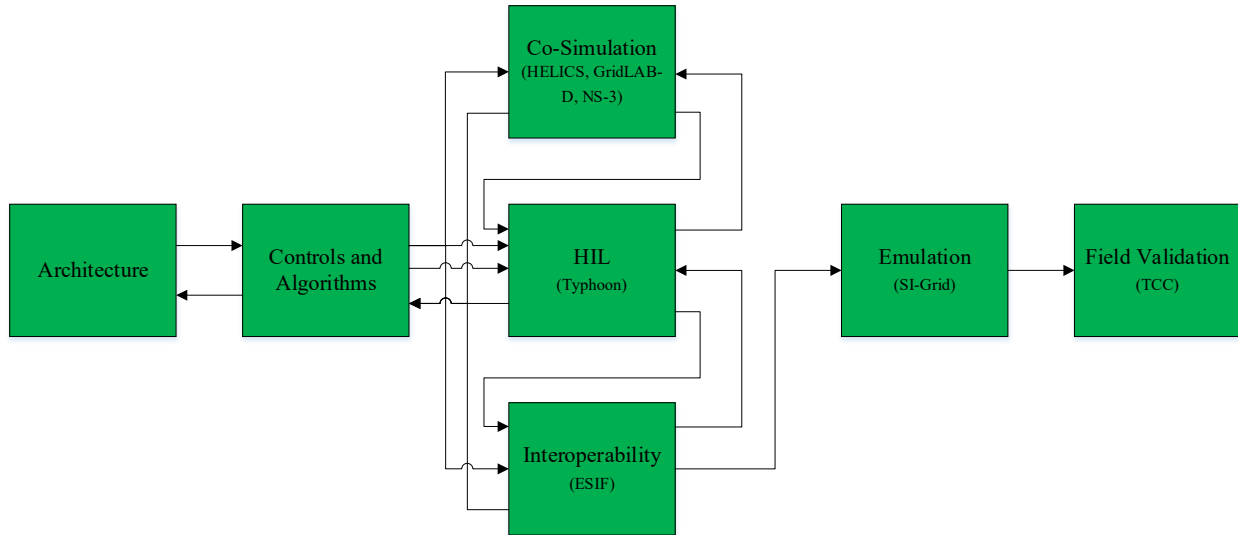 Co-Simulation
(HELICS, GridLAB-
D, NS-3)
Architecture
Controls and
Algorithms
HIL
(Typhoon)
Emulation
(SI-Grid)
Field Validation
(TCC)
Interoperability
(ESIF)